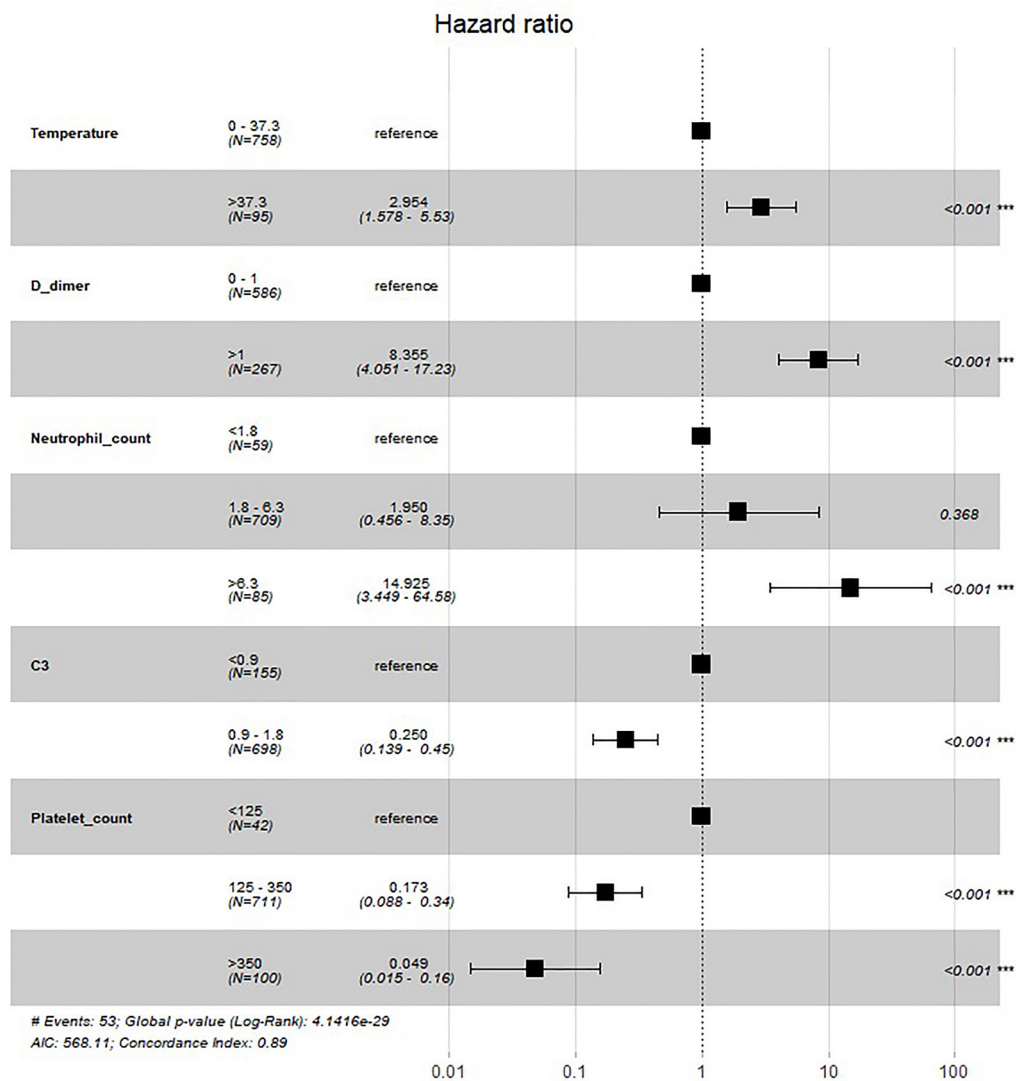 Hazard ratio
Temperature 0 - 37.3 reference
(N=758)
>37.3 2.954 <0.001 ***
(N=95) (1.578 - 5.53)
D_dimer 0 - 1 reference
(N=586)
>1 8.355 <0.001 ***
(N=267) (4.051 - 17.23)
Neutrophil_count <1.8 reference
(N=59)
1.8 - 6.3 1.950 0.368
(N=709) (0.456 - 8.35)
>6.3 14.925 <0.001 ***
(N=85) (3.449 - 64.58)
C3 <0.9 reference
(N=155)
0.9 - 1.8 0.250 <0.001 ***
(N=698) (0.139 - 0.45)
Platelet_count <125 reference
(N=42)
125 - 350 0.173 <0.001 ***
(N=711) (0.088 - 0.34)
>350 0.049 <0.001 ***
(N=100) (0.015 - 0.16)
# Events: 53; Global p-value (Log-Rank): 4.1416e-29
AIC: 568.11; Concordance Index: 0.89
0.01 0.1 1 10 100